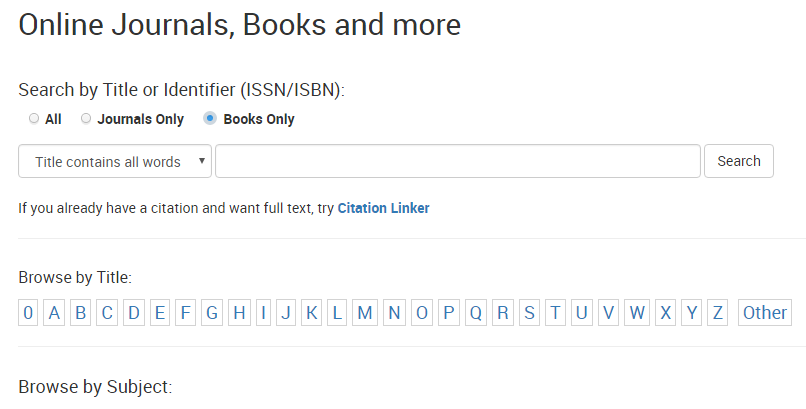 Online Journals, Books and more
Search by Title or Identifier (ISSN/ISBN):
All Journals Only Books Only
Title contains all words Search
If you already have a citation and want full text, try Citation Linker
Browse by Title:
0 A B C D E F G H I J K L M N O P Q R S T U V W X Y Z Other
Browse by Subject: